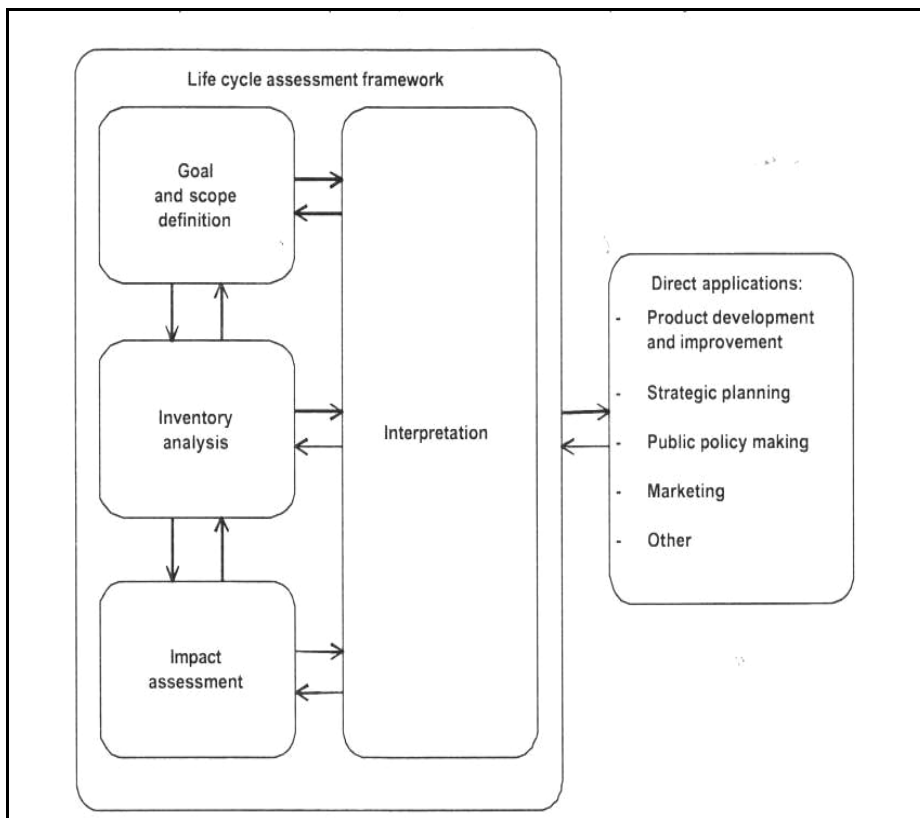 Life cycle assessment framework
Goal
and scope
definition
Inventory
analysis
Impact
assessment
Interpretation
Direct applications:
- Product development
and improvement
- Strategic planning
- Public policy making
- Marketing
- Other